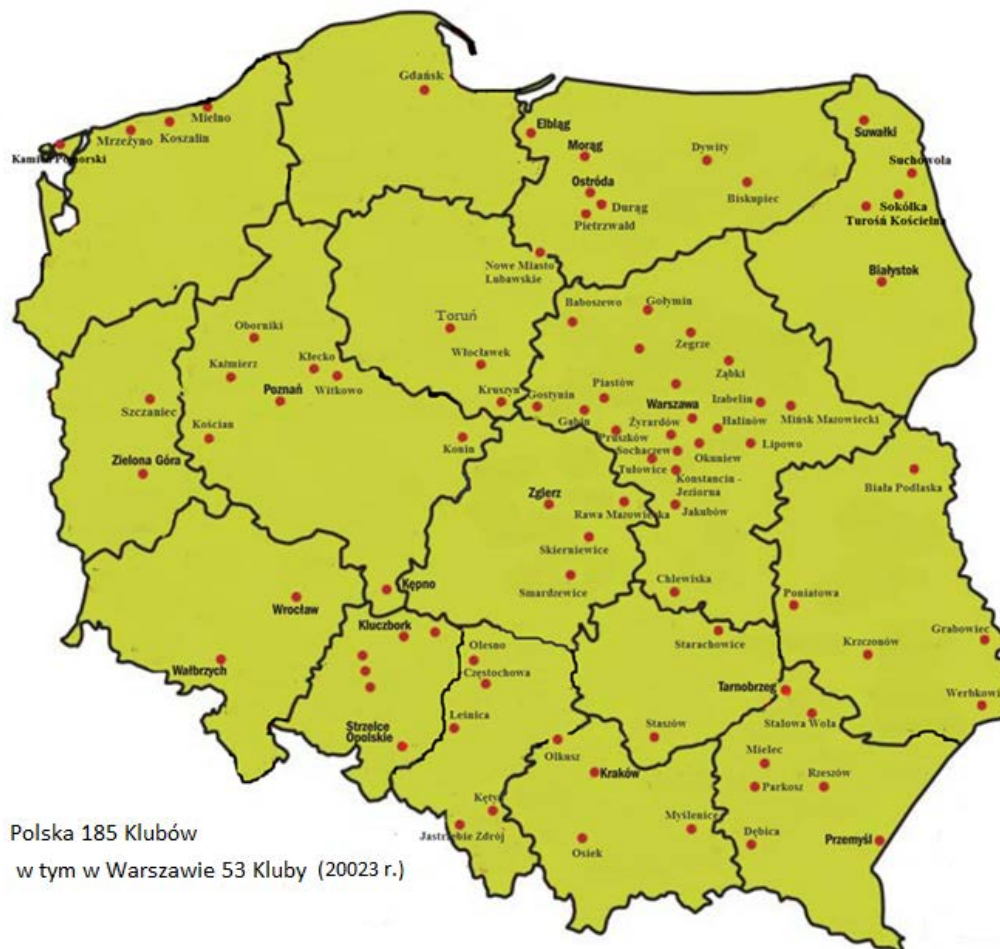 Gdańsk
Mielno
Koszalin
Mrzeżyno
Kamień Pomorski
Elbląg
Morąg
Ostróda
Durąg
Pietrzwałd
Dywity
Biskupiec
Suwałki
Suchowola
Sokółka
Turośń Kościelna
Białystok
Nowe Miasto
Lubawskie
Toruń
Włocławek
Kruszyn
Baboszewo
Gołymin
Zegrze
Ząbki
Oborniki
Kaźmierz
Kłecko
Witkowo
Poznań
Kościan
Konin
Szczaniec
Zielona Góra
Gostynin
Gąbin
Piastów
Izabelin
Mińsk Mazowiecki
Warszawa
Żyrardów
Halinów
Pruszków
Sochaczew
Okuniew
Lipowo
Tułowice
Konstancin -
Jeziorna
Jakubów
Zgierz
Rawa Mazowiecka
Skierniewice
Smardzewice
Chlewiska
Biała Podlaska
Poniatowa
Krzczonów
Grabowiec
Werbkowi
Kępno
Wrocław
Wałbrzych
Kluczbork
Olesno
Częstochowa
Leśnica
Strzelce
Opolskie
Starachowice
Tarnobrzeg
Staszów
Stalowa Wola
Mielec
Rzeszów
Parkosz
Dębica
Przemyśl
Olkusz
Kraków
Myślenice
Osiek
Kęty
Jastrzębie Zdrój
Polska 185 Klubów
w tym w Warszawie 53 Kluby (20023 r.)